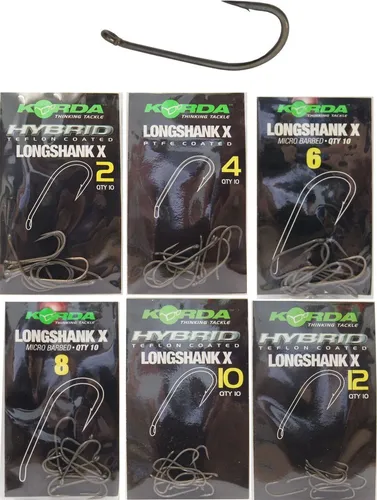 KORDA
THINKING TACKLE
HYBRID
TEFLON COATED
LONGSHANK X
2
QTY 10
KORDA
THINKING TACKLE
LONGSHANK X
PTFE COATED
4
QTY 10
KORDA
THINKING TACKLE
LONGSHANK X
MICRO BARBED • QTY 10
6
KORDA
THINKING TACKLE
LONGSHANK X
MICRO BARBED • QTY 10
8
KORDA
THINKING TACKLE
HYBRID
TEFLON COATED
LONGSHANK X
10
QTY 10
KORDA
THINKING TACKLE
HYBRID
TEFLON COATED
LONGSHANK X
12
QTY 10